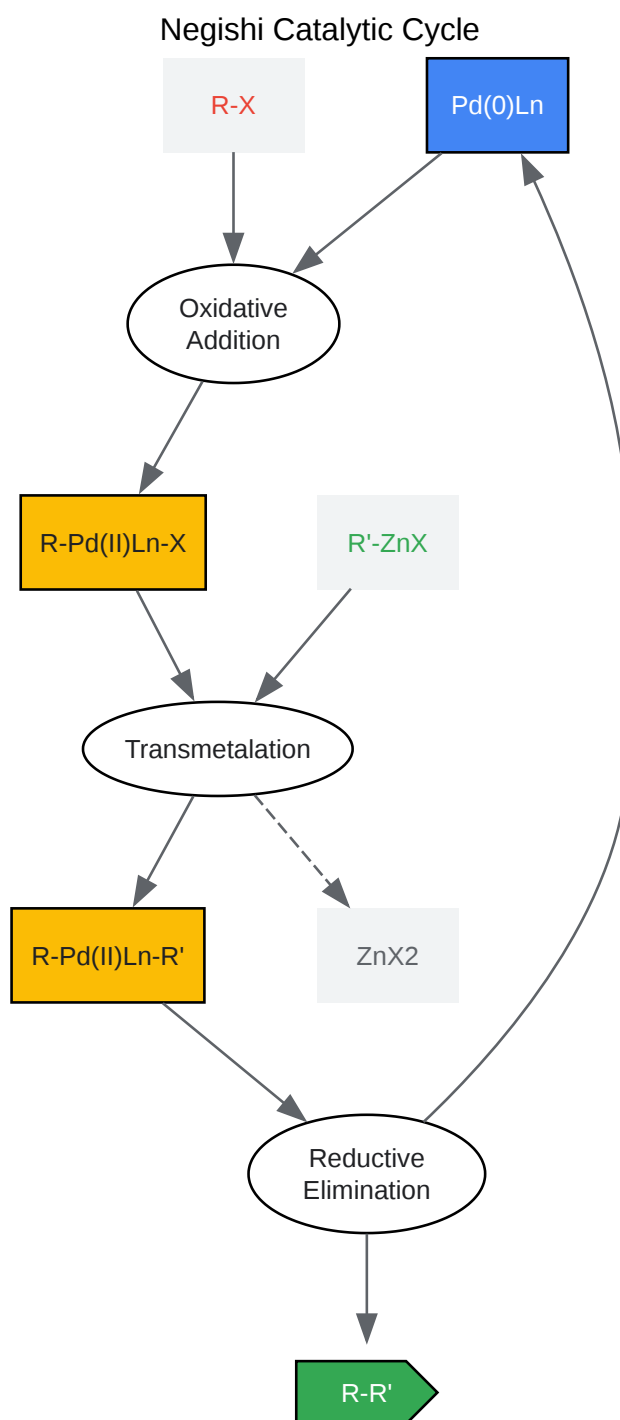 Negishi Catalytic Cycle
R-X
Pd(0)Ln
Oxidative
Addition
R-Pd(II)Ln-X
R'-ZnX
Transmetalation
R-Pd(II)Ln-R'
ZnX2
Reductive
Elimination
R-R'